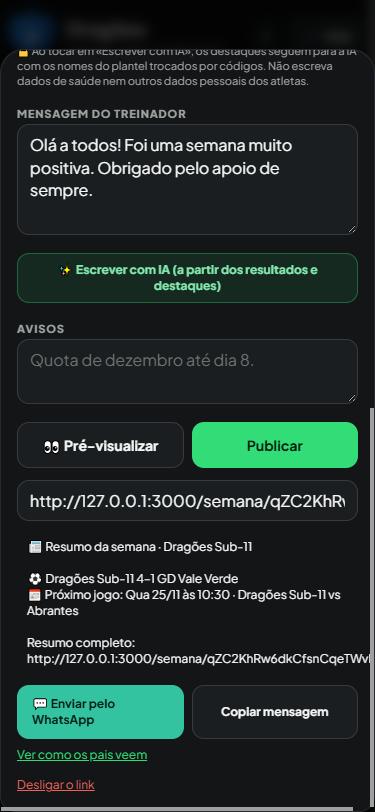 Dragões
🔒 Ao tocar em «Escrever com IA», os destaques seguem para a IA
com os nomes do plantel trocados por códigos. Não escreva
dados de saúde nem outros dados pessoais dos atletas.
MENSAGEM DO TREINADOR
Olá a todos! Foi uma semana muito
positiva. Obrigado pelo apoio de
sempre.
✨ Escrever com IA (a partir dos resultados e
destaques)
AVISOS
Quota de dezembro até dia 8.
👀 Pré-visualizar
Publicar
http://127.0.0.1:3000/semana/qZC2KhRw
📰 Resumo da semana · Dragões Sub-11
⚽ Dragões Sub-11 4–1 GD Vale Verde
📅 Próximo jogo: Qua 25/11 às 10:30 · Dragões Sub-11 vs
Abrantes
Resumo completo:
http://127.0.0.1:3000/semana/qZC2KhRw6dkCfsnCqeTWvl
💬 Enviar pelo
WhatsApp
Copiar mensagem
Ver como os pais veem
Desligar o link